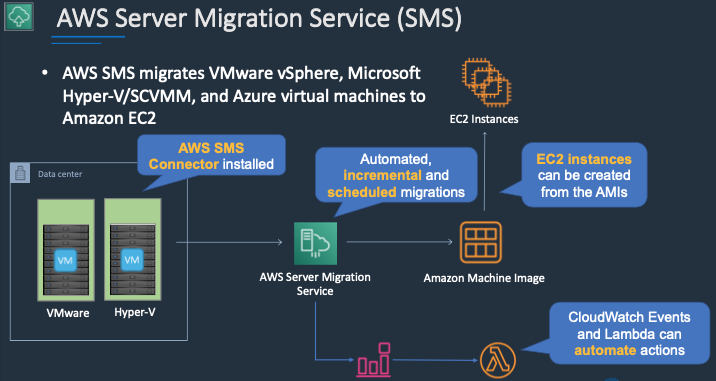 AWS Server Migration Service (SMS)
• AWS SMS migrates VMware vSphere, Microsoft
Hyper-V/SCVMM, and Azure virtual machines to
Amazon EC2
EC2 Instances
AWS SMS
Connector installed
Automated,
incremental and
scheduled migrations
EC2 instances
can be created
from the AMIs
Data center
VM
VM
VMware
Hyper-V
AWS Server Migration
Service
Amazon Machine Image
CloudWatch Events
and Lambda can
automate actions